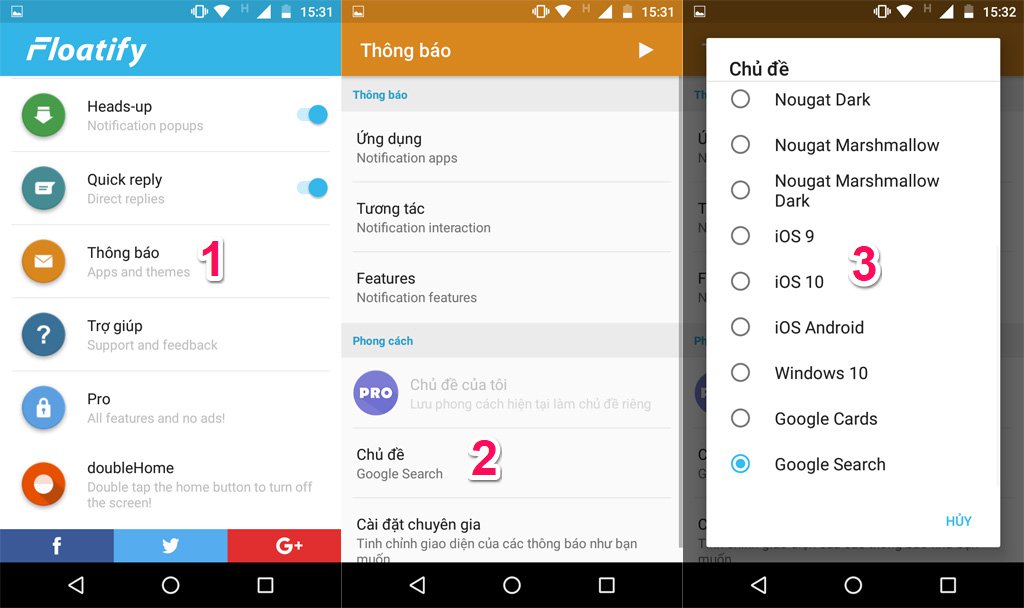 H 15:31
Floatify
Heads-up
Notification popups
Quick reply
Direct replies
Thông báo
Apps and themes
1
?
Trợ giúp
Support and feedback
Pro
All features and no ads!
doubleHome
Double tap the home button to turn off
the screen!
f
G+
H 15:31
Thông báo
Thông báo
Ứng dụng
Notification apps
Tương tác
Notification interaction
Features
Notification features
Phong cách
PRO
Chủ đề của tôi
Lưu phong cách hiện tại làm chủ đề riêng
Chủ đề
Google Search
2
Cài đặt chuyên gia
Tinh chỉnh giao diện của các thông báo như bạn
muốn
H 15:32
Chủ đề
Nougat Dark
Nougat Marshmallow
Nougat Marshmallow
Dark
iOS 9
3
iOS 10
iOS Android
Windows 10
Google Cards
Google Search
HỦY